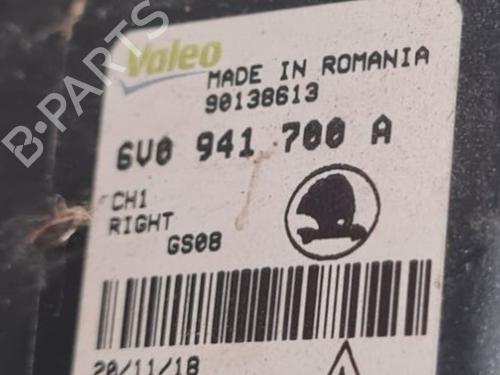 Valeo
MADE IN ROMANIA
90138613
6V0 941 700 A
CH1
RIGHT
GS08
20/11/18
B-PARTS